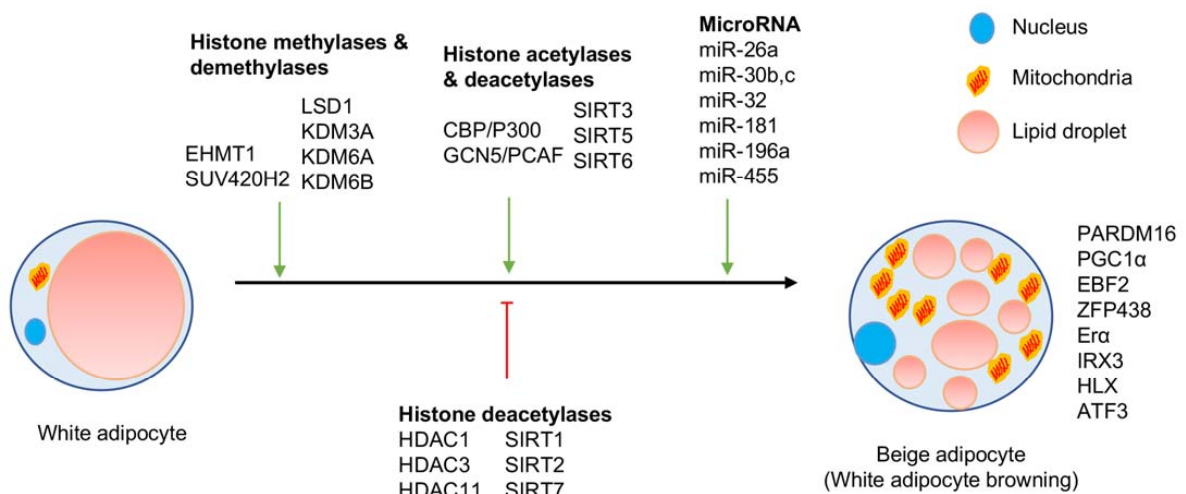 Histone methylases &
demethylases
LSD1
KDM3A
KDM6A
KDM6B
EHMT1
SUV420H2
Histone acetylases
& deacetylases
CBP/P300
GCN5/PCAF
SIRT3
SIRT5
SIRT6
MicroRNA
miR-26a
miR-30b,c
miR-32
miR-181
miR-196a
miR-455
Nucleus
Mitochondria
Lipid droplet
White adipocyte
Histone deacetylases
HDAC1 SIRT1
HDAC3 SIRT2
HDAC11 SIRT7
PARDM16
PGC1α
EBF2
ZFP438
Erα
IRX3
HLX
ATF3
Beige adipocyte
(White adipocyte browning)